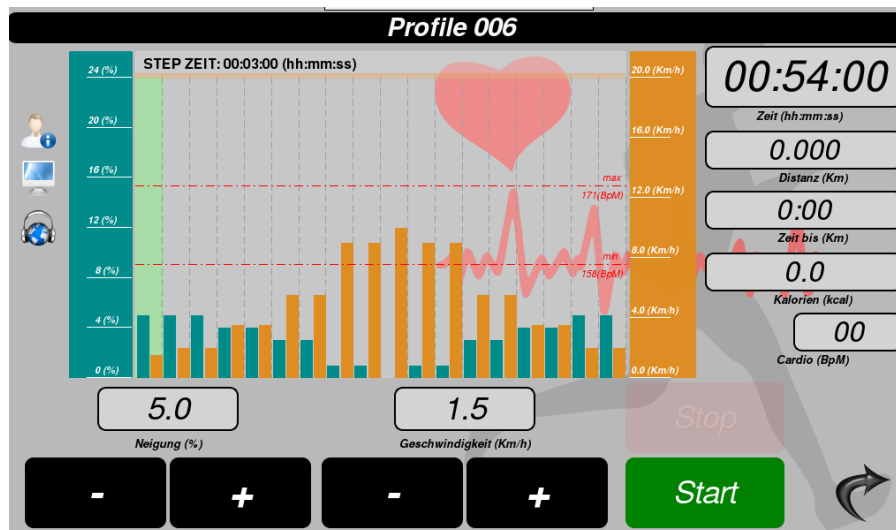 Profile 006
STEP ZEIT: 00:03:00 (hh:mm:ss)
24 (%)
20 (%)
16 (%)
12 (%)
8 (%)
4 (%)
0 (%)
max
171(BpM)
min
158(BpM)
20.0 (Km/h)
16.0 (Km/h)
12.0 (Km/h)
8.0 (Km/h)
4.0 (Km/h)
0.0 (Km/h)
00:54:00
Zeit (hh:mm:ss)
0.000
Distanz (Km)
0:00
Zeit bis (Km)
0.0
Kalorien (kcal)
00
Cardio (BpM)
5.0
Neigung (%)
1.5
Geschwindigkeit (Km/h)
Stop
- + - +
Start